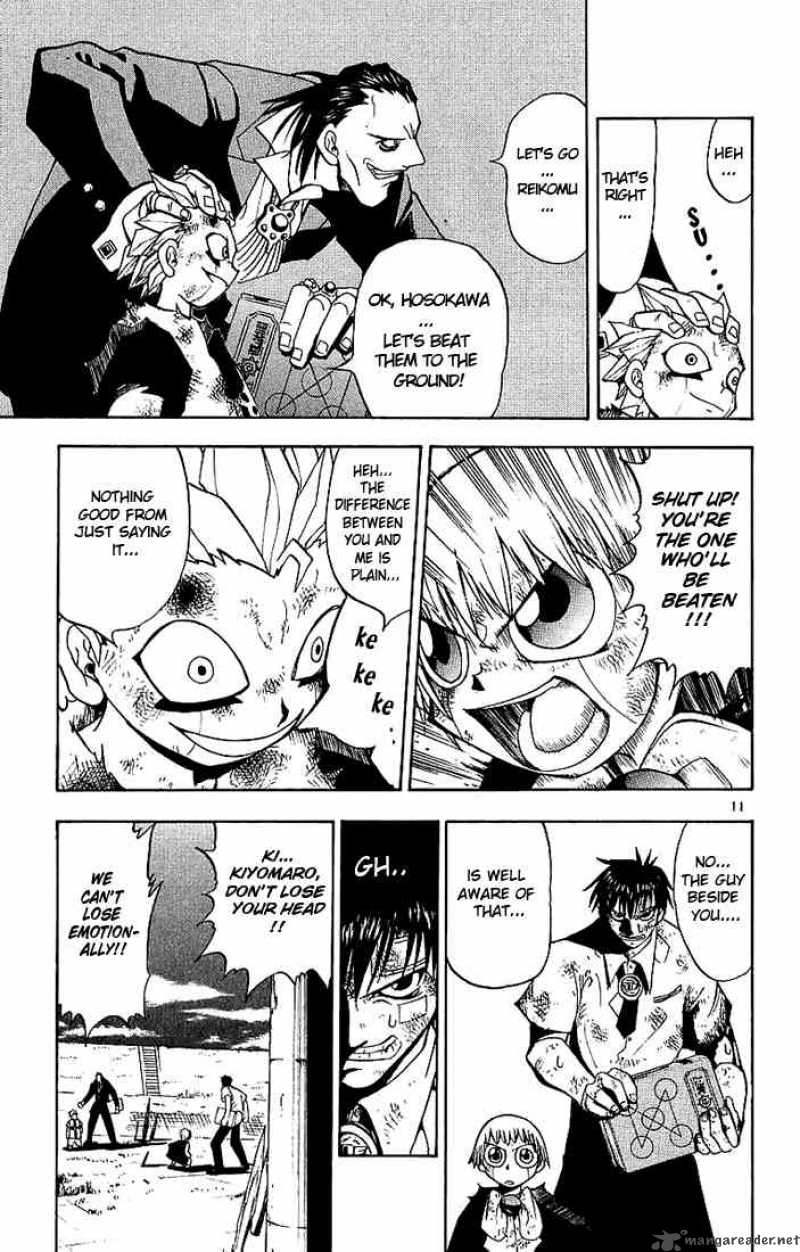 HEH
...
THAT'S
RIGHT
...
SU...
LET'S GO
...
REIKOMU
...
OK, HOSOKAWA
...
LET'S BEAT
THEM TO THE
GROUND!
SHUT UP!
YOU'RE
THE ONE
WHO'LL
BE
BEATEN
!!!
HEH...
THE
DIFFERENCE
BETWEEN
YOU AND
ME IS
PLAIN...
NOTHING
GOOD FROM
JUST SAYING
IT...
ke
ke
ke
11
NO...
THE GUY
BESIDE
YOU....
IS WELL
AWARE OF
THAT...
GH..
KI...
KIYOMARO,
DON'T LOSE
YOUR HEAD
!!
WE
CAN'T
LOSE
EMOTION-
ALLY!!
mangareader.net